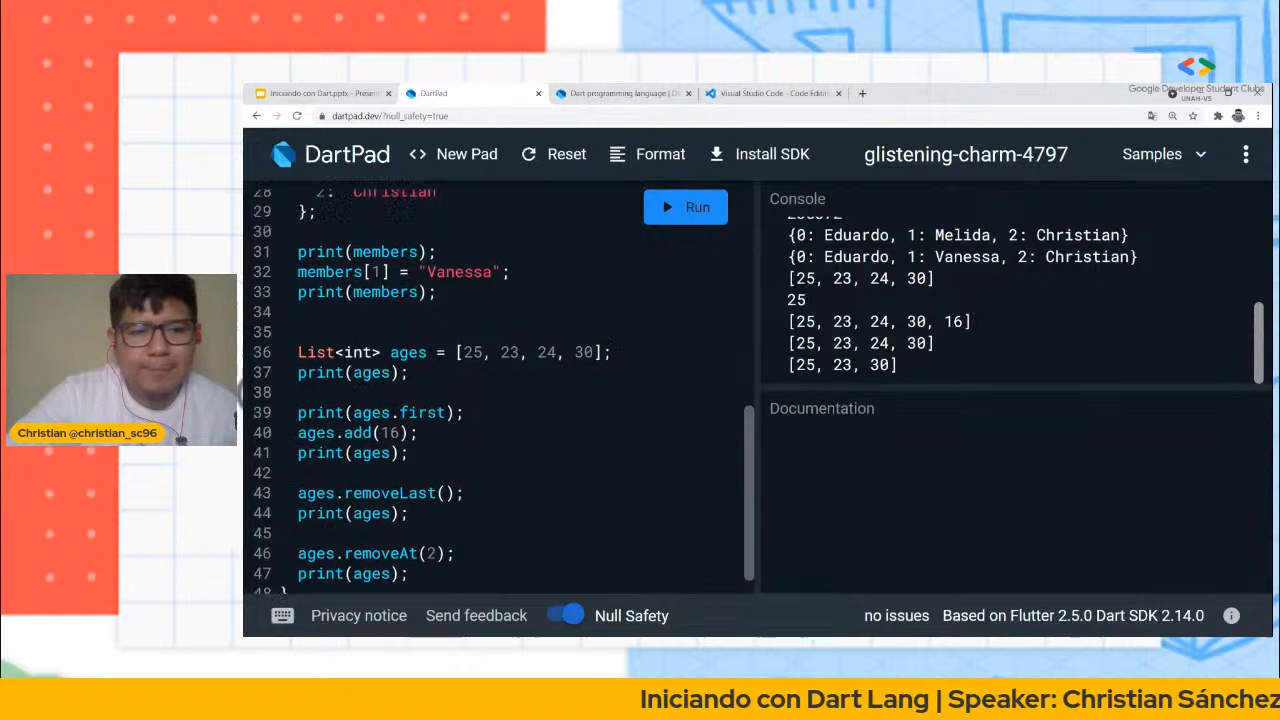 Iniciando con Dart.pptx - Present
DartPad
Dart programming language | D
Visual Studio Code - Code Editin
Google Developer Student Clubs
UNAH-VS
dartpad.dev/?null_safety=true
DartPad
New Pad
Reset
Format
Install SDK
glistening-charm-4797
Samples
28 2: "Christian"
29 };
30
31 print(members);
32 members[1] = "Vanessa";
33 print(members);
34
35
36 List<int> ages = [25, 23, 24, 30];
37 print(ages);
38
39 print(ages.first);
40 ages.add(16);
41 print(ages);
42
43 ages.removeLast();
44 print(ages);
45
46 ages.removeAt(2);
47 print(ages);
48 }
Run
Console
{0: Eduardo, 1: Melida, 2: Christian}
{0: Eduardo, 1: Vanessa, 2: Christian}
[25, 23, 24, 30]
25
[25, 23, 24, 30, 16]
[25, 23, 24, 30]
[25, 23, 30]
Documentation
Christian @christian_sc96
Privacy notice
Send feedback
Null Safety
no issues
Based on Flutter 2.5.0 Dart SDK 2.14.0
Iniciando con Dart Lang | Speaker: Christian Sánchez